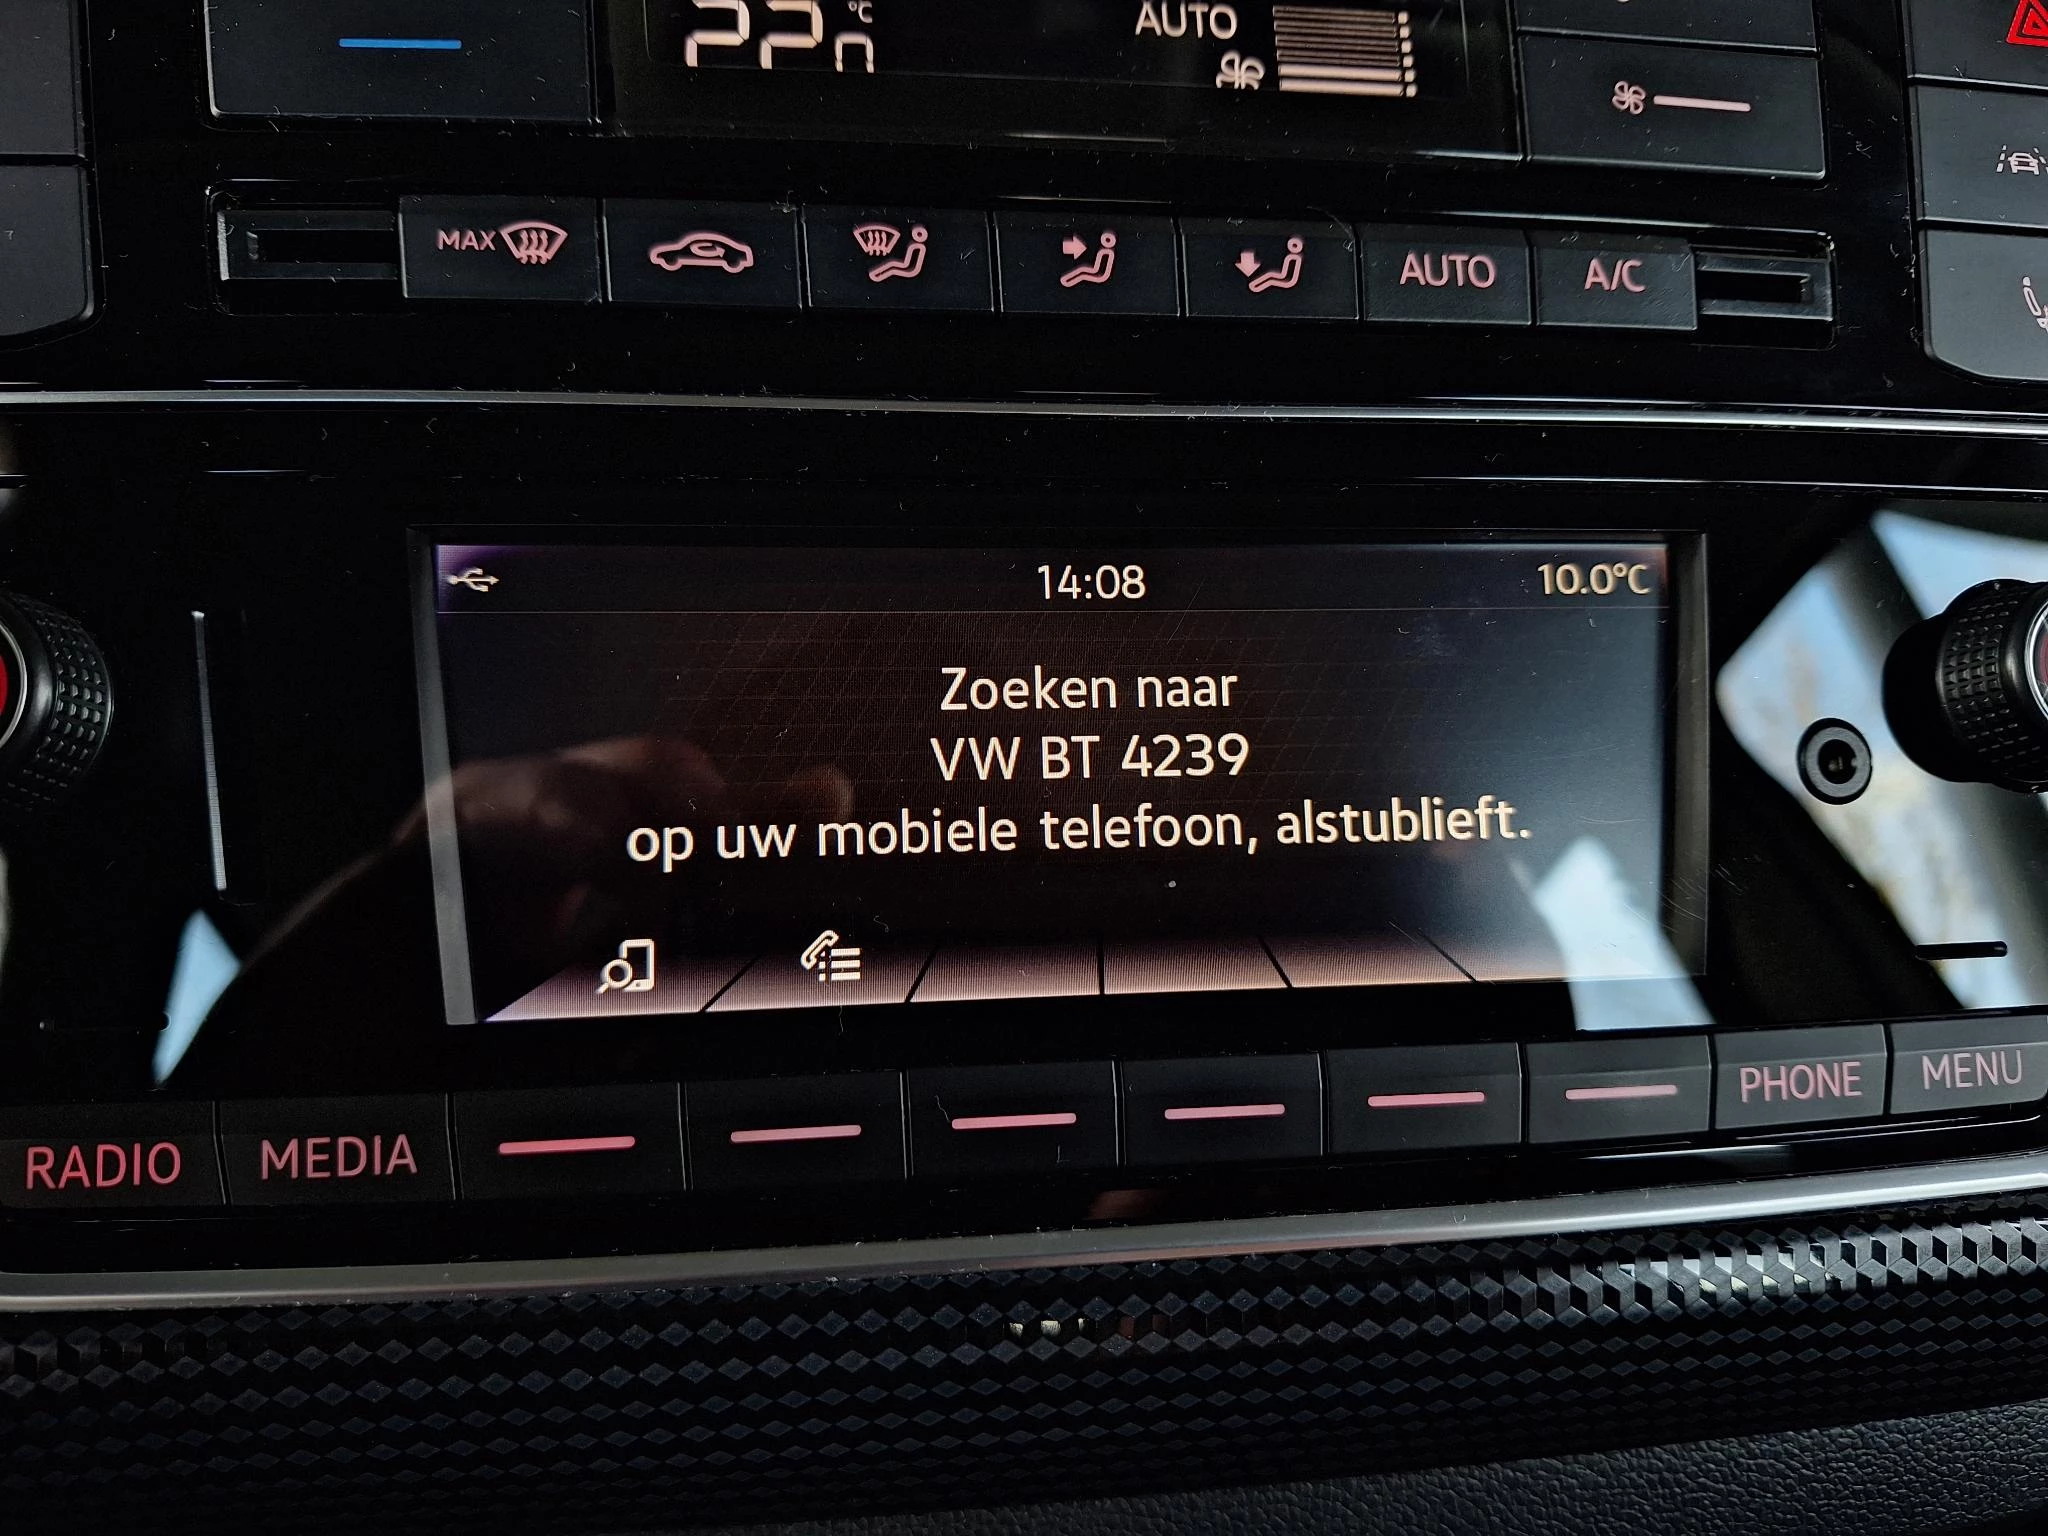 22 °C AUTO
MAX AUTO A/C
14:08 10.0°C
Zoeken naar
VW BT 4239
op uw mobiele telefoon, alstublieft.
RADIO MEDIA PHONE MENU